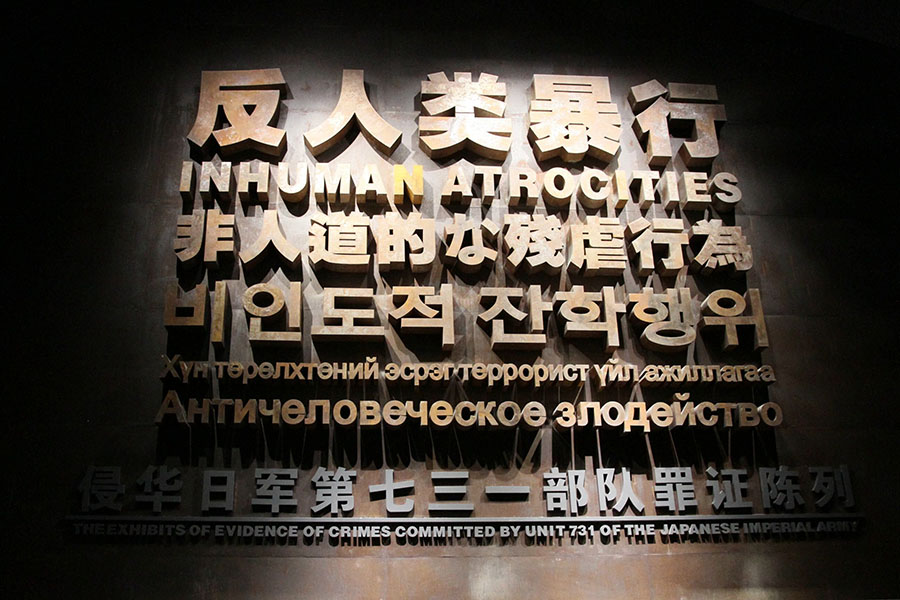 反人类暴行
INHUMAN ATROCITIES
非人道的な殘虐行為
비인도적 잔학행위
Хүн төрөлхтөний эсрэг террорист үйл ажиллагаа
Античеловеческое злодейство
侵华日军第七三一部队罪证陈列
THE EXHIBITS OF EVIDENCE OF CRIMES COMMITTED BY UNIT 731 OF THE JAPANESE IMPERIAL ARMY